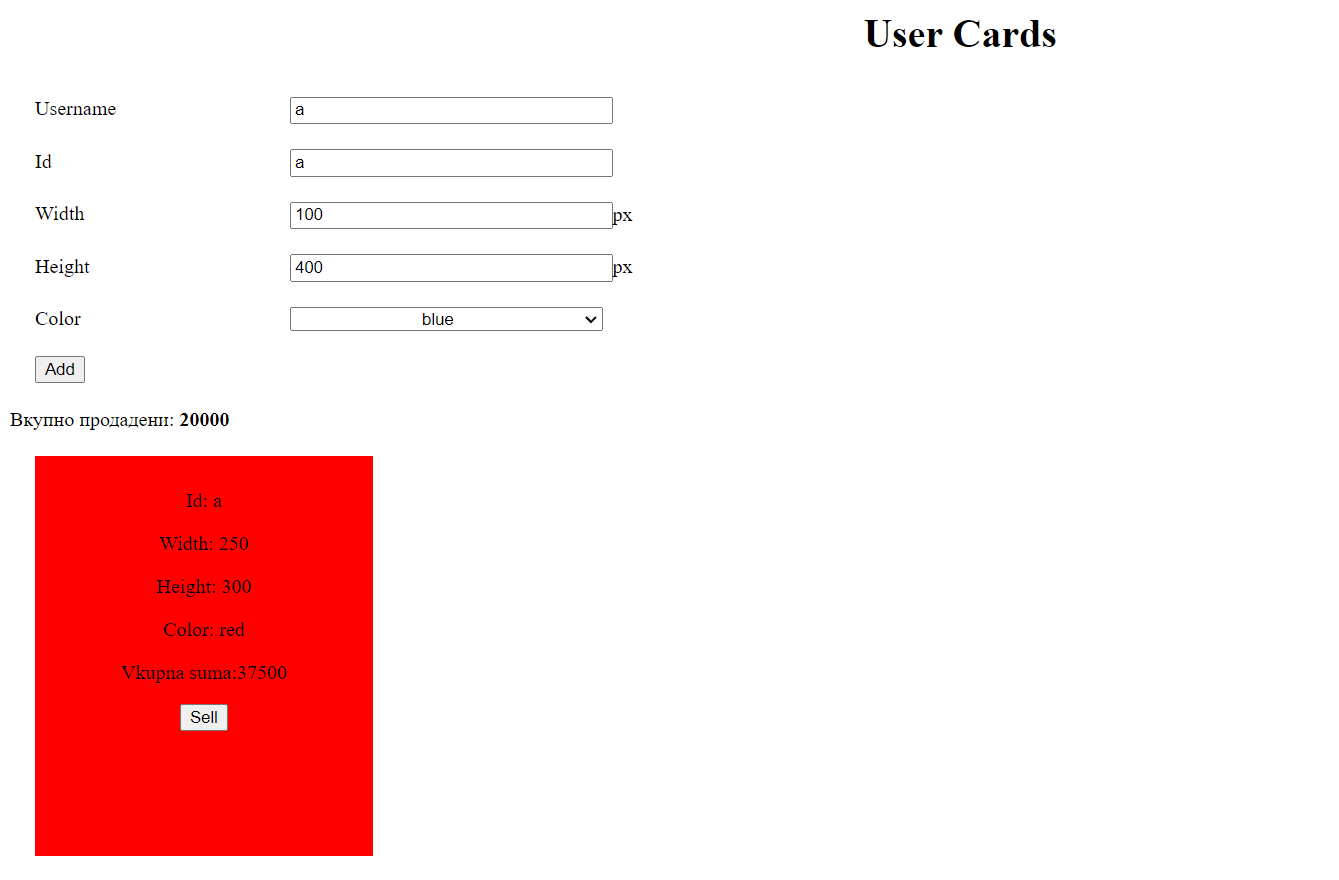 User Cards
Username a
Id a
Width 100 px
Height 400 px
Color blue
Add
Вкупно продадени: 20000
Id: a
Width: 250
Height: 300
Color: red
Vkupna suma:37500
Sell